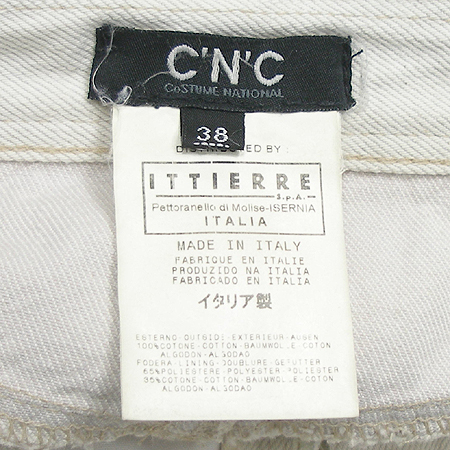 C'N'C
CoSTUME NATIONAL
38
DISTRIBUTED BY:
ITTIERRE
S.p.A.
Pettoranello di Molise-ISERNIA
ITALIA
MADE IN ITALY
FABRIQUE EN ITALIE
PRODUZIDO NA ITALIA
FABRICADO EN ITALIA
イタリア製
ESTERNO-OUTSIDE-EXTERIEUR-AUSEN
100%COTONE-COTTON-BAUMWOLLE-COTON
ALGODON-ALGODAO
FODERA-LINING-DOUBLURE-GEFUTTER
65%POLIESTERE-POLYESTER-POLIESTER
35%COTONE-COTTON-BAUMWOLLE-COTON
ALGODON-ALGODAO